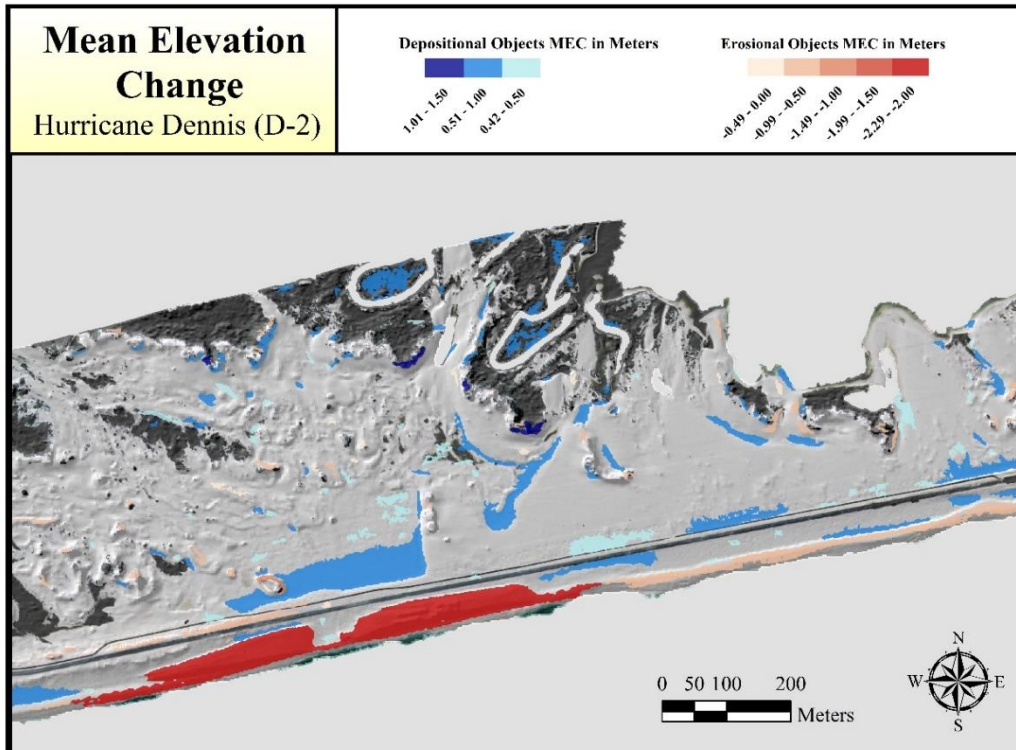 Mean Elevation
Change
Hurricane Dennis (D-2)
Depositional Objects MEC in Meters
1.01 - 1.50
0.51 - 1.00
0.42 - 0.50
Erosional Objects MEC in Meters
-0.49 - 0.00
-0.99 - -0.50
-1.49 - -1.00
-1.99 - -1.50
-2.29 - -2.00
N
W E
S
0 50 100 200
Meters